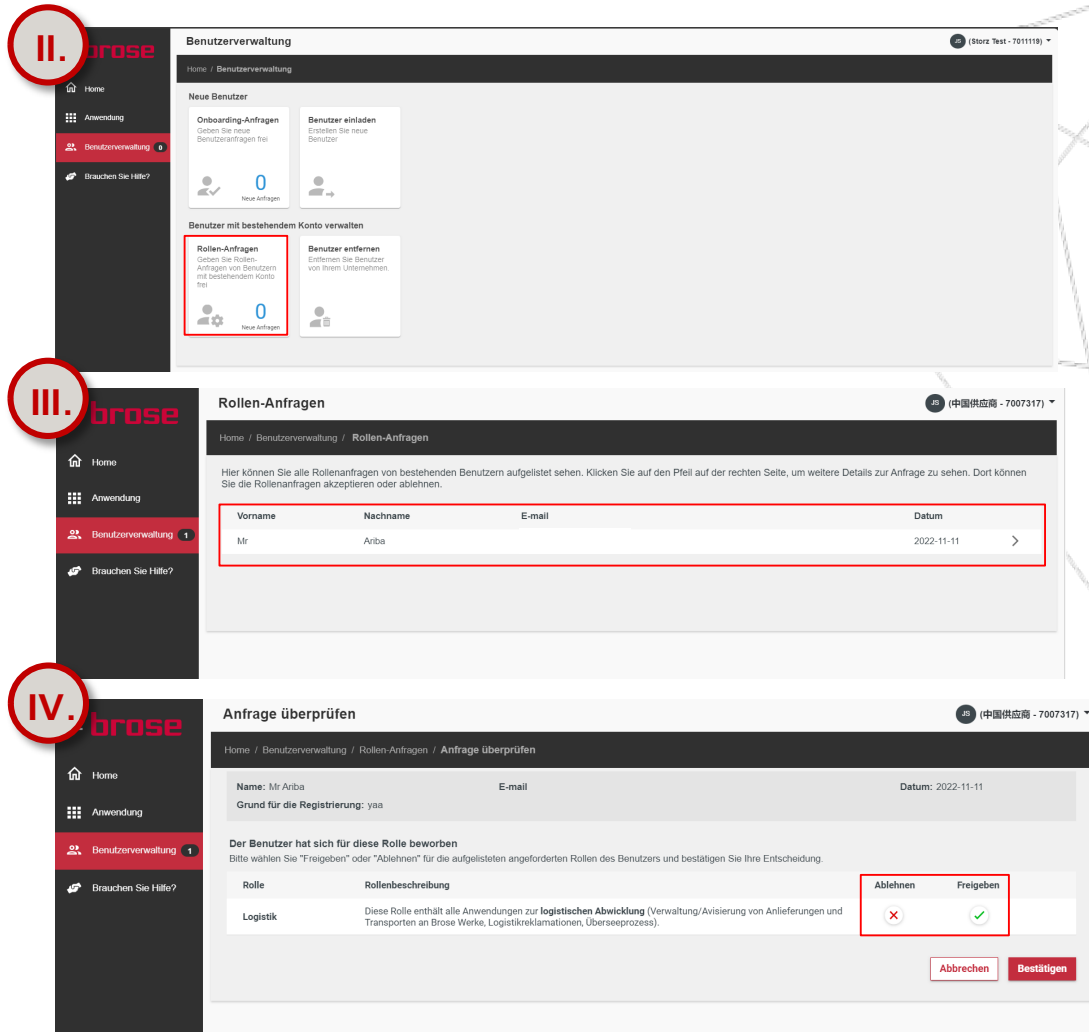 II.
brose
Benutzerverwaltung
JS (Storz Test - 7011119)
Home / Benutzerverwaltung
Home
Anwendung
Benutzerverwaltung 0
Brauchen Sie Hilfe?
Neue Benutzer
Onboarding-Anfragen
Geben Sie neue
Benutzeranfragen frei
0
Neue Anfragen
Benutzer einladen
Erstellen Sie neue
Benutzer
Benutzer mit bestehendem Konto verwalten
Rollen-Anfragen
Geben Sie Rollen-
Anfragen von Benutzern
mit bestehendem Konto
frei
0
Neue Anfragen
Benutzer entfernen
Entfernen Sie Benutzer
von Ihrem Unternehmen.
III.
brose
Rollen-Anfragen
JS (中国供应商 - 7007317)
Home / Benutzerverwaltung / Rollen-Anfragen
Home
Anwendung
Benutzerverwaltung 1
Brauchen Sie Hilfe?
Hier können Sie alle Rollenanfragen von bestehenden Benutzern aufgelistet sehen. Klicken Sie auf den Pfeil auf der rechten Seite, um weitere Details zur Anfrage zu sehen. Dort können
Sie die Rollenanfragen akzeptieren oder ablehnen.
Vorname Nachname E-mail Datum
Mr Ariba 2022-11-11
IV.
brose
Anfrage überprüfen
JS (中国供应商 - 7007317)
Home / Benutzerverwaltung / Rollen-Anfragen / Anfrage überprüfen
Home
Anwendung
Benutzerverwaltung 1
Brauchen Sie Hilfe?
Name: Mr Ariba E-mail Datum: 2022-11-11
Grund für die Registrierung: yaa
Der Benutzer hat sich für diese Rolle beworben
Bitte wählen Sie "Freigeben" oder "Ablehnen" für die aufgelisteten angeforderten Rollen des Benutzers und bestätigen Sie Ihre Entscheidung.
Rolle Rollenbeschreibung Ablehnen Freigeben
Logistik
Diese Rolle enthält alle Anwendungen zur logistischen Abwicklung (Verwaltung/Avisierung von Anlieferungen und
Transporten an Brose Werke, Logistikreklamationen, Überseeprozess).
Abbrechen Bestätigen